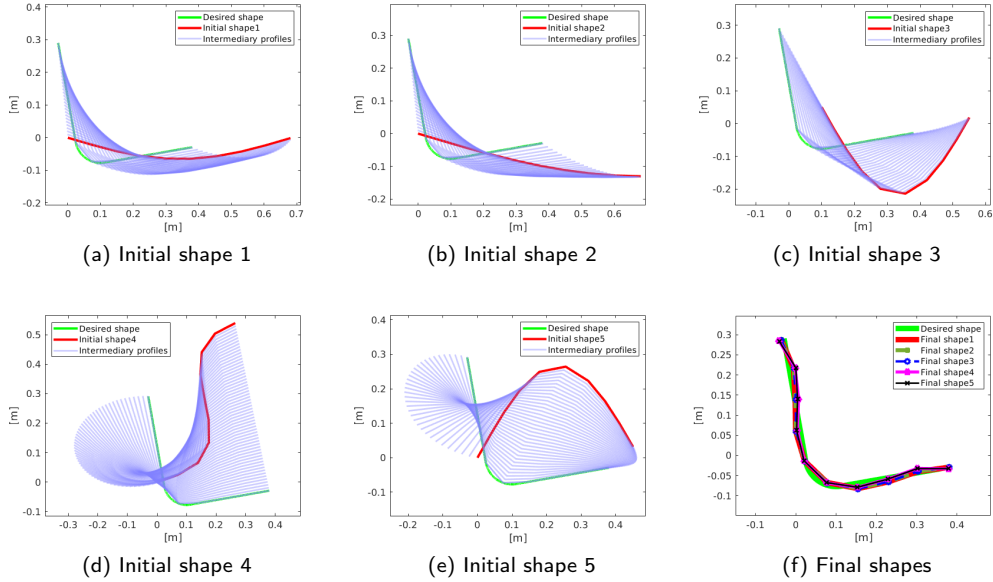 Desired shape
Initial shape1
Intermediary profiles
0.3
0.2
0.1
0
-0.1
-0.2
[m]
0 0.1 0.2 0.3 0.4 0.5 0.6 0.7
[m]
(a) Initial shape 1
Desired shape
Initial shape2
Intermediary profiles
0.3
0.2
0.1
0
-0.1
-0.2
[m]
0 0.1 0.2 0.3 0.4 0.5 0.6
[m]
(b) Initial shape 2
Desired shape
Initial shape3
Intermediary profiles
0.3
0.2
0.1
0
-0.1
-0.2
[m]
-0.1 0 0.1 0.2 0.3 0.4 0.5 0.6
[m]
(c) Initial shape 3
Desired shape
Initial shape4
Intermediary profiles
0.5
0.4
0.3
0.2
0.1
0
-0.1
[m]
-0.3 -0.2 -0.1 0 0.1 0.2 0.3 0.4
[m]
(d) Initial shape 4
Desired shape
Initial shape5
Intermediary profiles
0.4
0.3
0.2
0.1
0
-0.1
[m]
-0.2 -0.1 0 0.1 0.2 0.3 0.4
[m]
(e) Initial shape 5
Desired shape
Final shape1
Final shape2
Final shape3
Final shape4
Final shape5
0.3
0.25
0.2
0.15
0.1
0.05
0
-0.05
-0.1
[m]
-0.1 0 0.1 0.2 0.3 0.4
[m]
(f) Final shapes